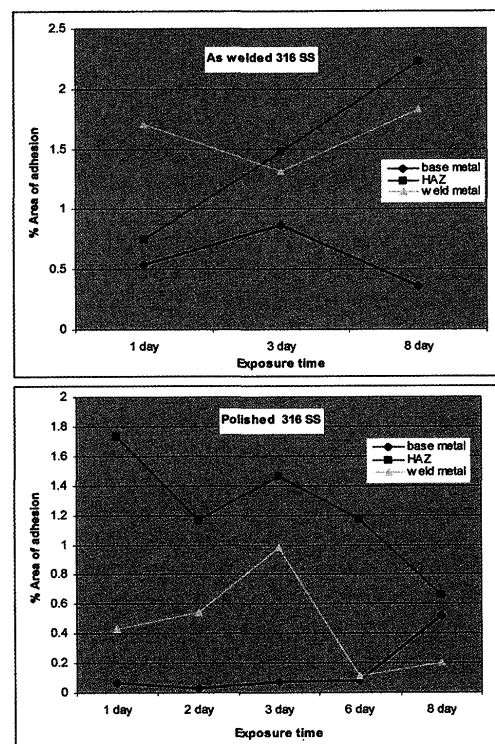 2.5
As welded 316 SS
2
1.5
1
0.5
0
% Area of adhesion
base metal
HAZ
weld metal
1 day 3 day 8 day
Exposure time
2
Polished 316 SS
1.8
1.6
1.4
1.2
1
0.8
0.6
0.4
0.2
0
% Area of adhesion
base metal
HAZ
weld metal
1 day 2 day 3 day 6 day 8 day
Exposure time